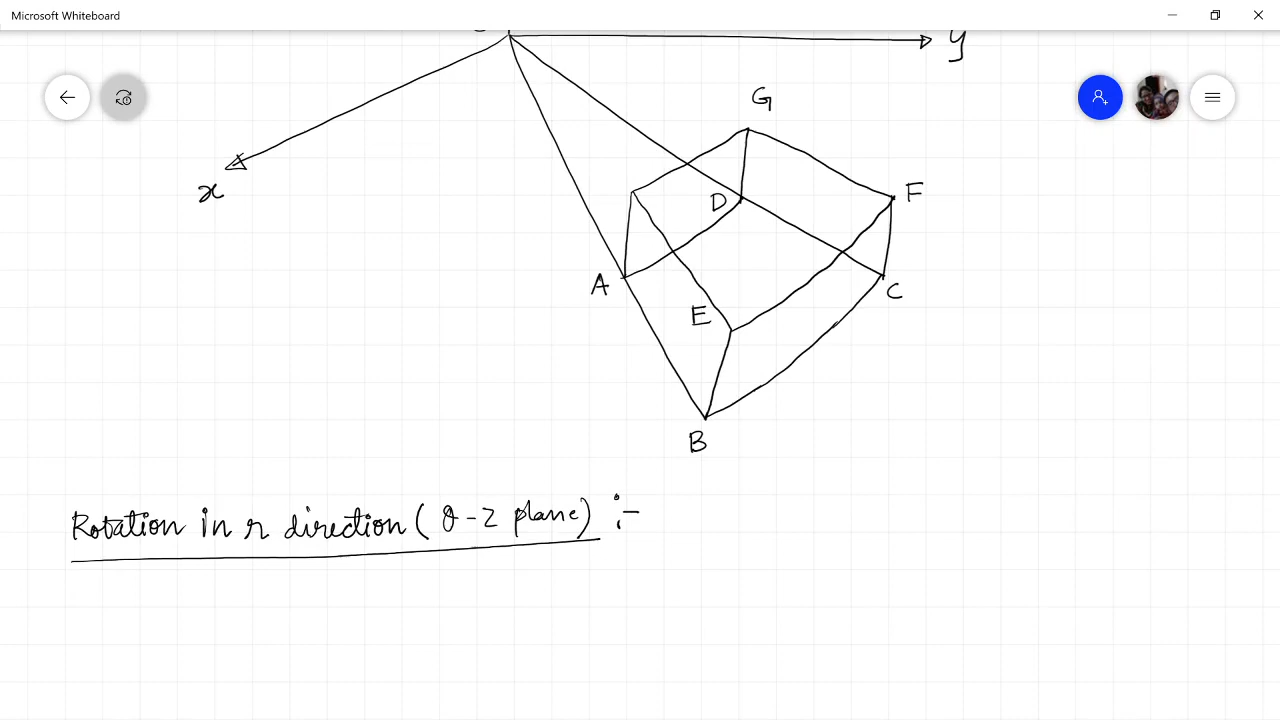 Microsoft Whiteboard
y
G
x
D
F
A
C
E
B
Rotation in r direction ( θ - z plane) :-